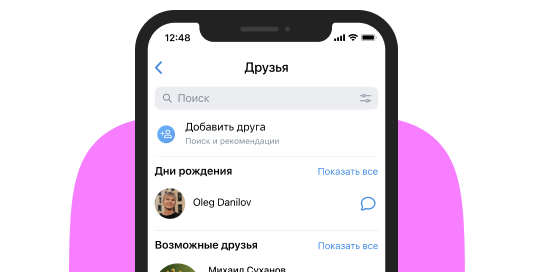 12:48
Друзья
Поиск
Добавить друга
Поиск и рекомендации
Дни рождения
Показать все
Oleg Danilov
Возможные друзья
Показать все
Михаил Суханов